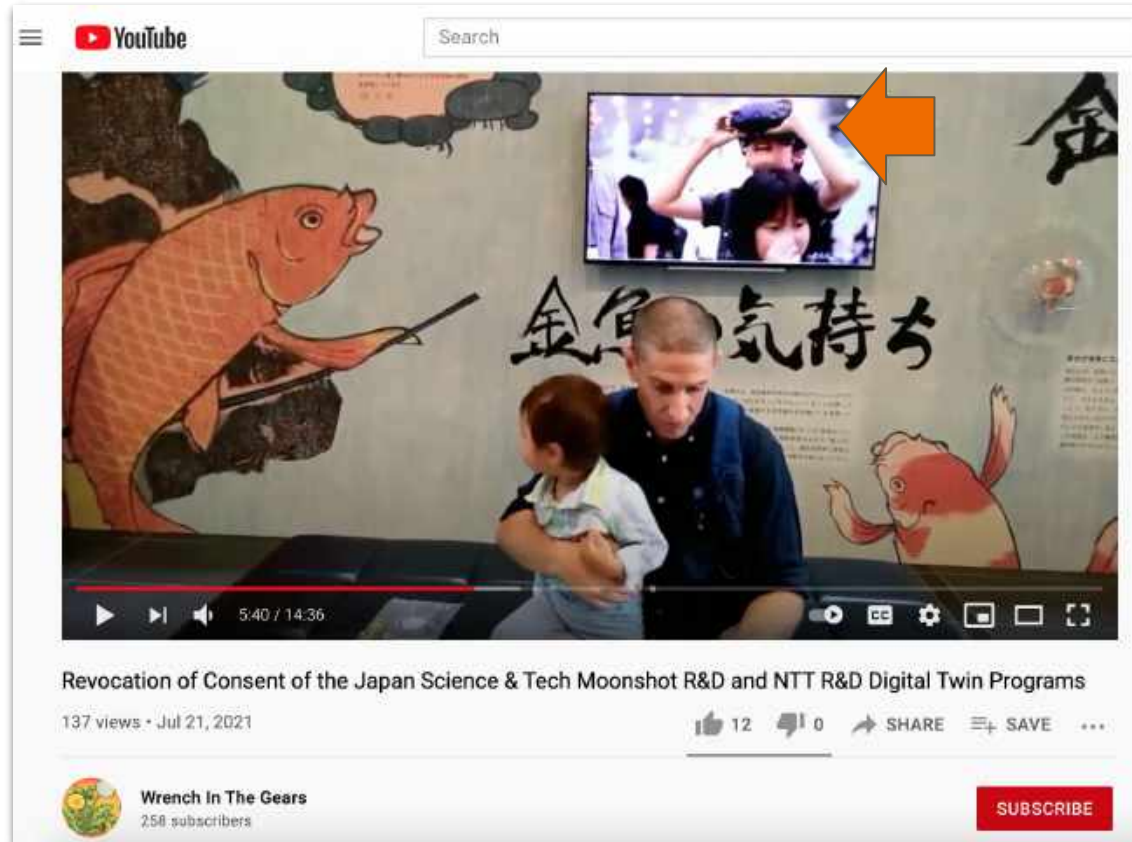 YouTube
Search
金
金魚の気持ち
5:40 / 14:36
CC
Revocation of Consent of the Japan Science & Tech Moonshot R&D and NTT R&D Digital Twin Programs
137 views • Jul 21, 2021
12
0
SHARE
SAVE
Wrench In The Gears
258 subscribers
SUBSCRIBE